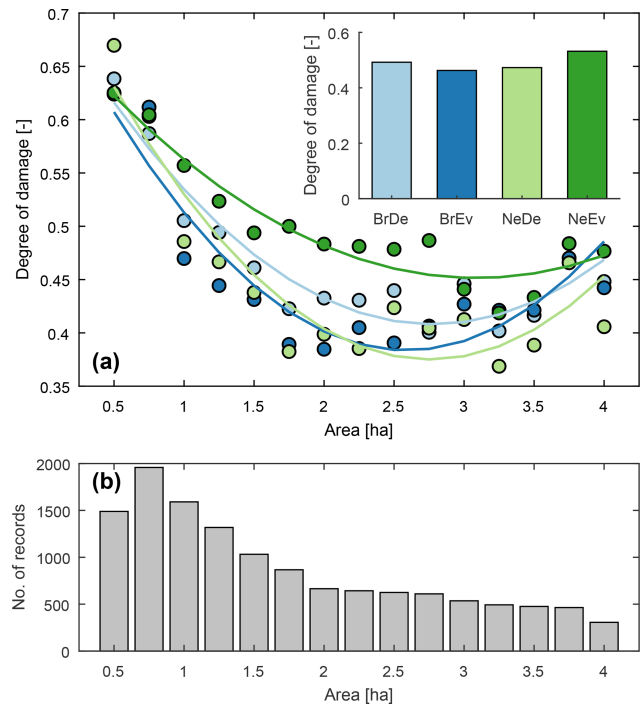 0.7
0.65
0.6
0.55
0.5
0.45
0.4
0.35
Degree of damage [-]
(a)
0.5 1 1.5 2 2.5 3 3.5 4
Area [ha]
0.6
0.4
0.2
0
Degree of damage [-]
BrDe BrEv NeDe NeEv
2000
1500
1000
500
0
No. of records
(b)
0.5 1 1.5 2 2.5 3 3.5 4
Area [ha]